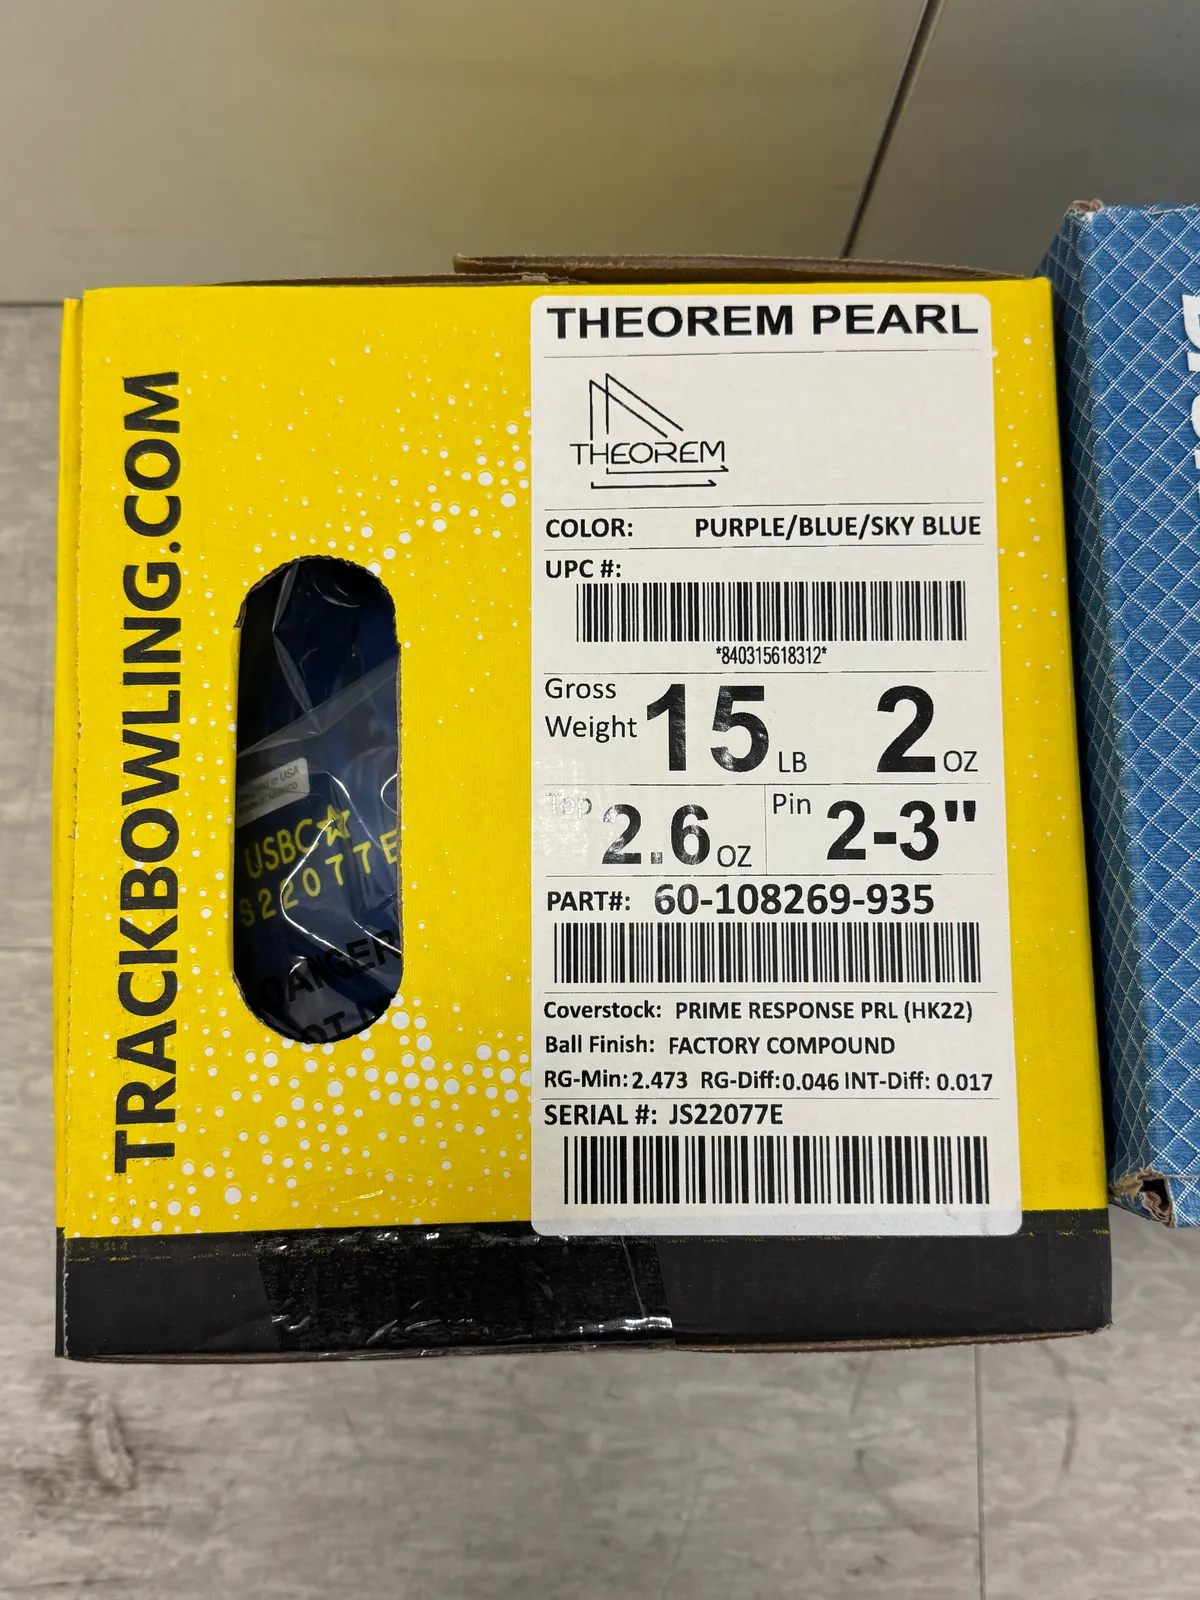 TRACKBOWLING.COM
USBC☆
S22077E
DANGER
THEOREM PEARL
THEOREM
COLOR: PURPLE/BLUE/SKY BLUE
UPC #:
*840315618312*
Gross
Weight 15 LB 2 OZ
Top 2.6 OZ Pin 2-3"
PART#: 60-108269-935
Coverstock: PRIME RESPONSE PRL (HK22)
Ball Finish: FACTORY COMPOUND
RG-Min: 2.473 RG-Diff: 0.046 INT-Diff: 0.017
SERIAL #: JS22077E